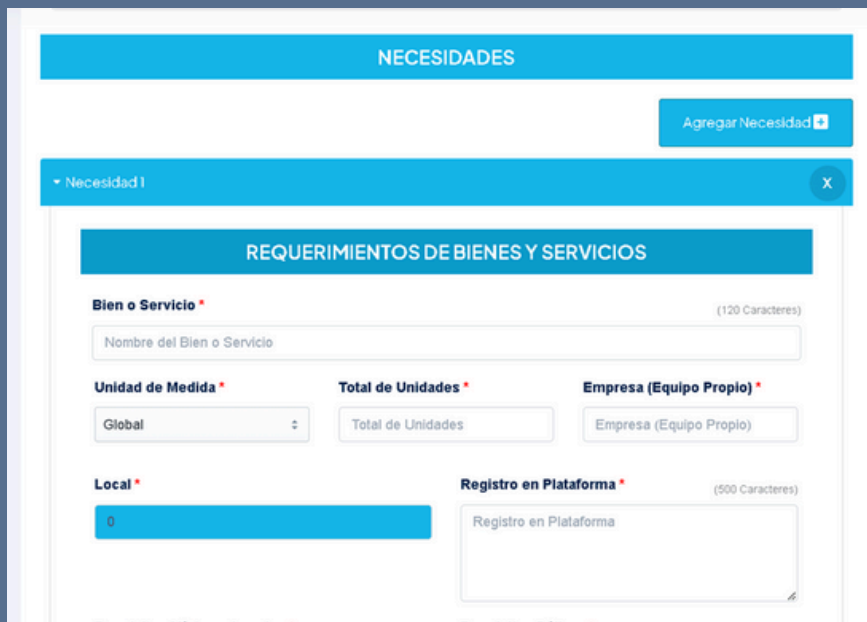 NECESIDADES
Agregar Necesidad
Necesidad 1
X
REQUERIMIENTOS DE BIENES Y SERVICIOS
Bien o Servicio * (120 Caracteres)
Nombre del Bien o Servicio
Unidad de Medida * Total de Unidades * Empresa (Equipo Propio) *
Global Total de Unidades Empresa (Equipo Propio)
Local * Registro en Plataforma * (500 Caracteres)
0 Registro en Plataforma